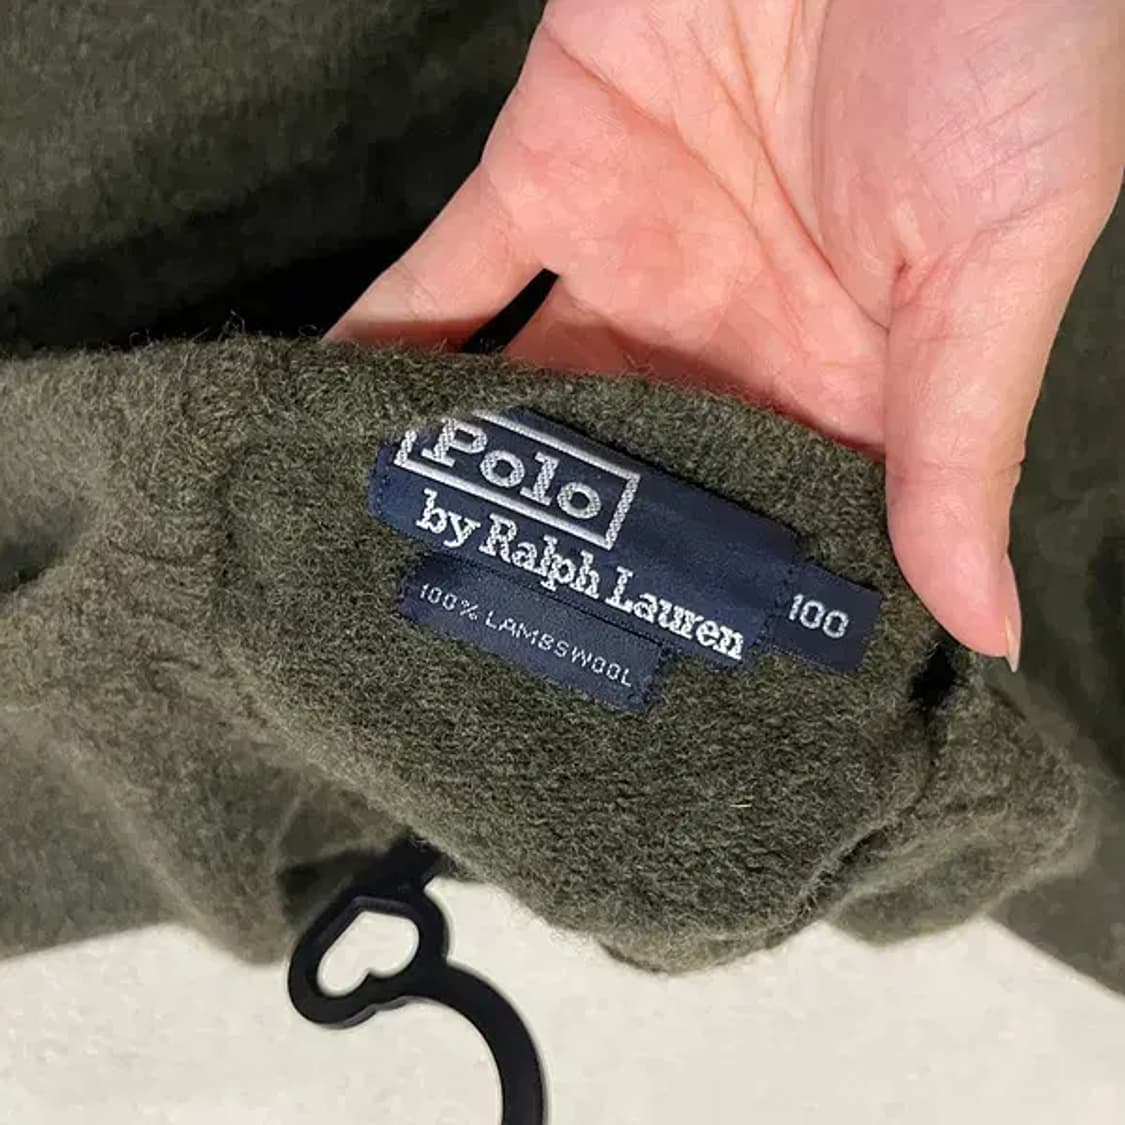 Polo
by Ralph Lauren
100
100% LAMBSWOOL